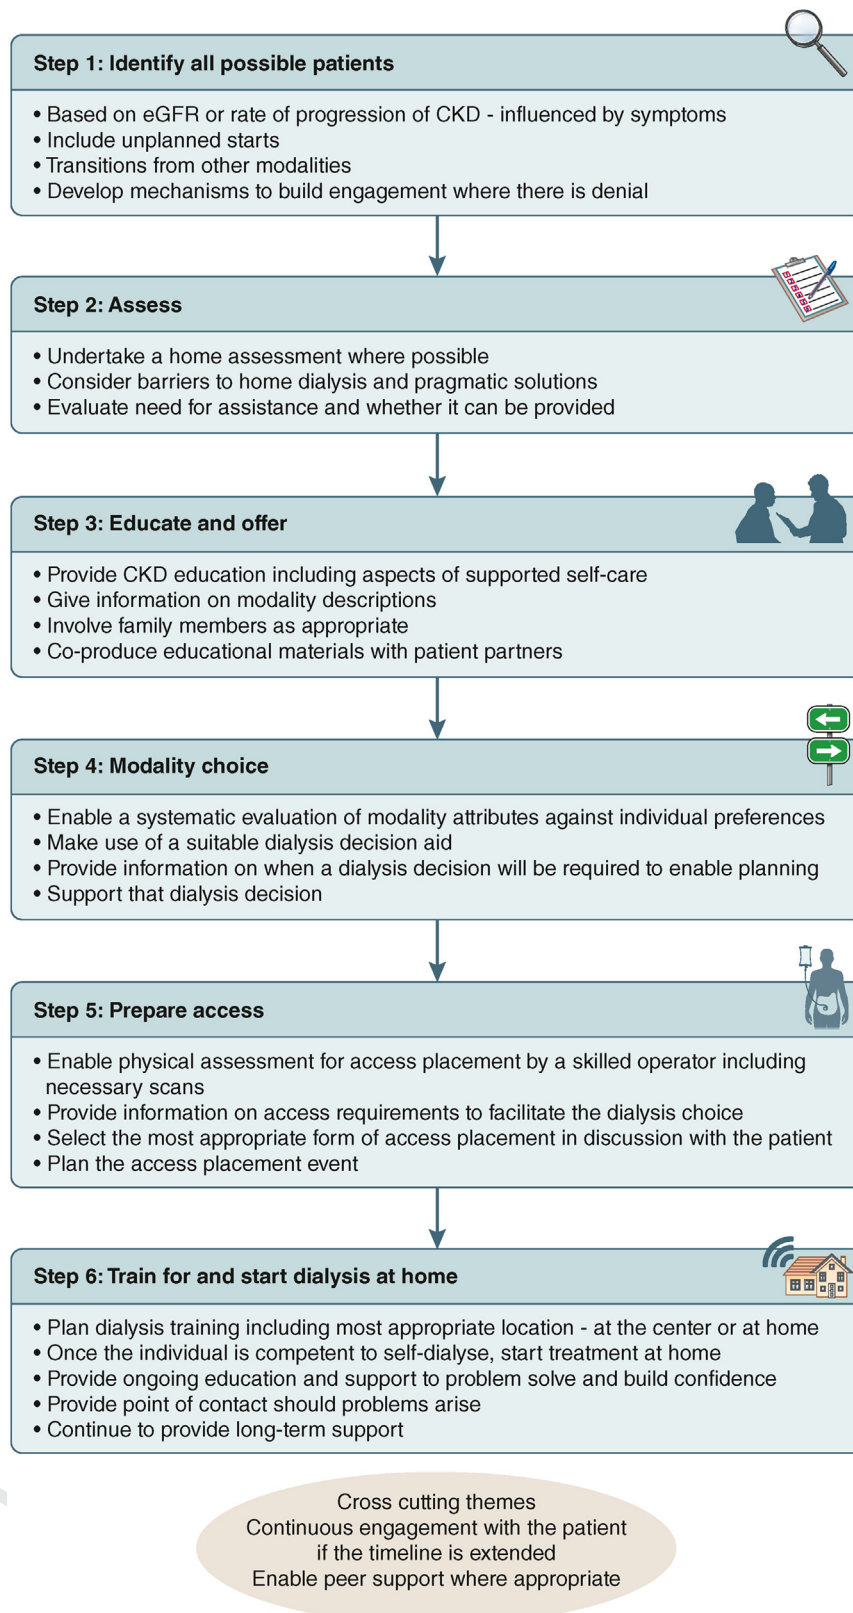 Step 1: Identify all possible patients
• Based on eGFR or rate of progression of CKD - influenced by symptoms
• Include unplanned starts
• Transitions from other modalities
• Develop mechanisms to build engagement where there is denial
Step 2: Assess
• Undertake a home assessment where possible
• Consider barriers to home dialysis and pragmatic solutions
• Evaluate need for assistance and whether it can be provided
Step 3: Educate and offer
• Provide CKD education including aspects of supported self-care
• Give information on modality descriptions
• Involve family members as appropriate
• Co-produce educational materials with patient partners
Step 4: Modality choice
• Enable a systematic evaluation of modality attributes against individual preferences
• Make use of a suitable dialysis decision aid
• Provide information on when a dialysis decision will be required to enable planning
• Support that dialysis decision
Step 5: Prepare access
• Enable physical assessment for access placement by a skilled operator including
necessary scans
• Provide information on access requirements to facilitate the dialysis choice
• Select the most appropriate form of access placement in discussion with the patient
• Plan the access placement event
Step 6: Train for and start dialysis at home
• Plan dialysis training including most appropriate location - at the center or at home
• Once the individual is competent to self-dialyse, start treatment at home
• Provide ongoing education and support to problem solve and build confidence
• Provide point of contact should problems arise
• Continue to provide long-term support
Cross cutting themes
Continuous engagement with the patient
if the timeline is extended
Enable peer support where appropriate